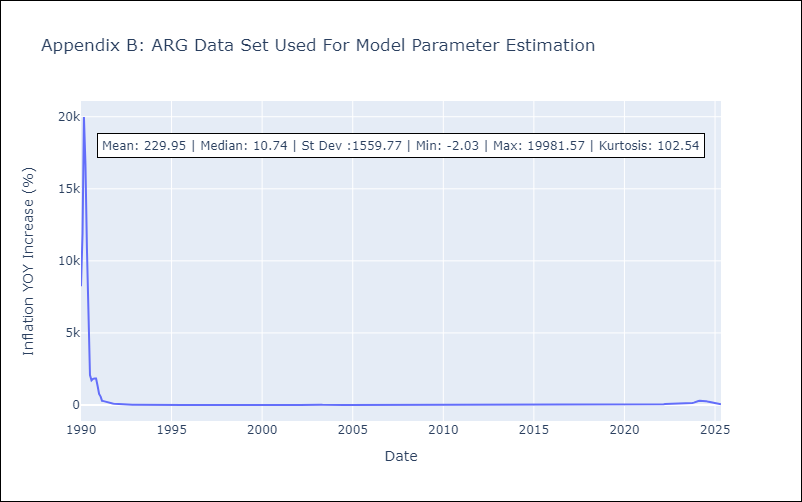 Appendix B: ARG Data Set Used For Model Parameter Estimation
20k
Mean: 229.95 | Median: 10.74 | St Dev :1559.77 | Min: -2.03 | Max: 19981.57 | Kurtosis: 102.54
15k
10k
5k
0
Inflation YOY Increase (%)
1990 1995 2000 2005 2010 2015 2020 2025
Date